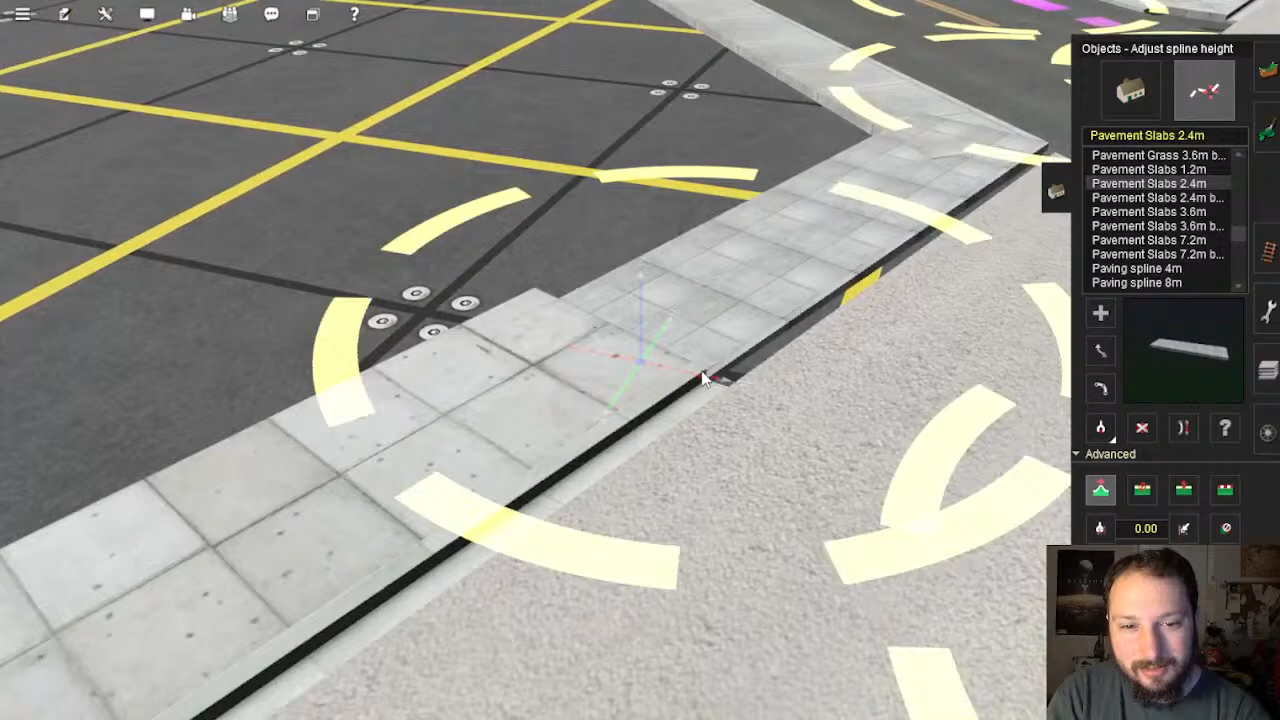 Objects - Adjust spline height
Pavement Slabs 2.4m
Pavement Grass 3.6m b...
Pavement Slabs 1.2m
Pavement Slabs 2.4m
Pavement Slabs 2.4m b...
Pavement Slabs 3.6m
Pavement Slabs 3.6m b...
Pavement Slabs 7.2m
Pavement Slabs 7.2m b...
Paving spline 4m
Paving spline 8m
?
?
Advanced
0.00